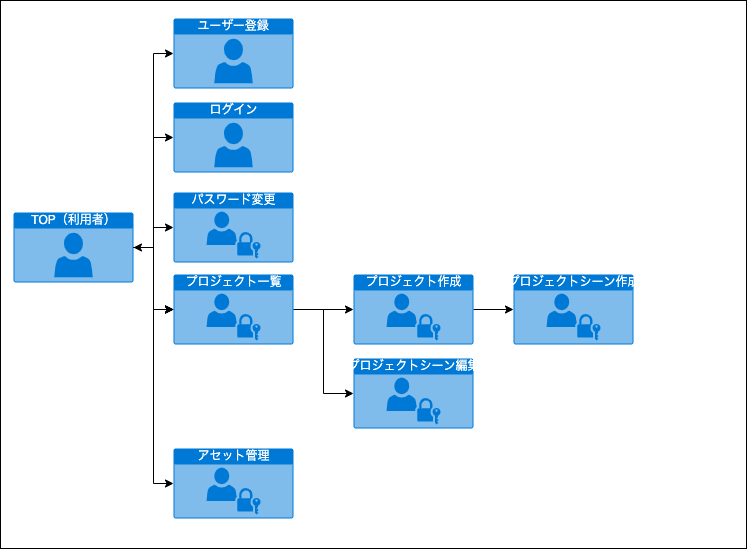 ユーザー登録
ログイン
パスワード変更
TOP（利用者）
プロジェクト一覧
プロジェクト作成
プロジェクトシーン作成
プロジェクトシーン編集
アセット管理